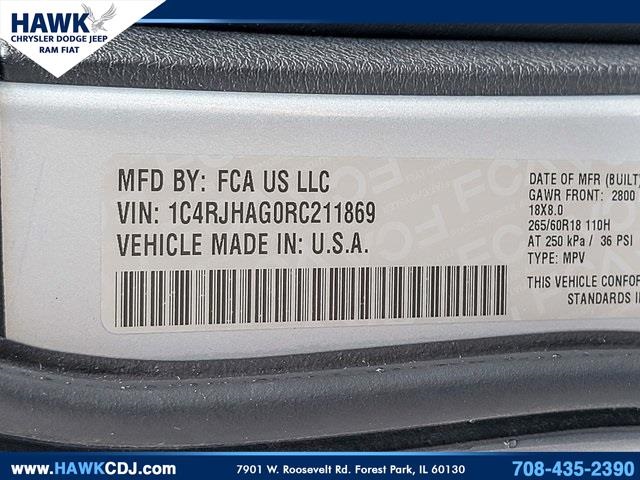 HAWK
CHRYSLER DODGE JEEP
RAM FIAT
MFD BY: FCA US LLC
VIN: 1C4RJHAG0RC211869
VEHICLE MADE IN: U.S.A.
DATE OF MFR (BUILT)
GAWR FRONT: 2800
18X8.0
265/60R18 110H
AT 250 kPa / 36 PSI
TYPE: MPV
THIS VEHICLE CONFOR
STANDARDS I
www.HAWKCDJ.com
7901 W. Roosevelt Rd. Forest Park, IL 60130
708-435-2390